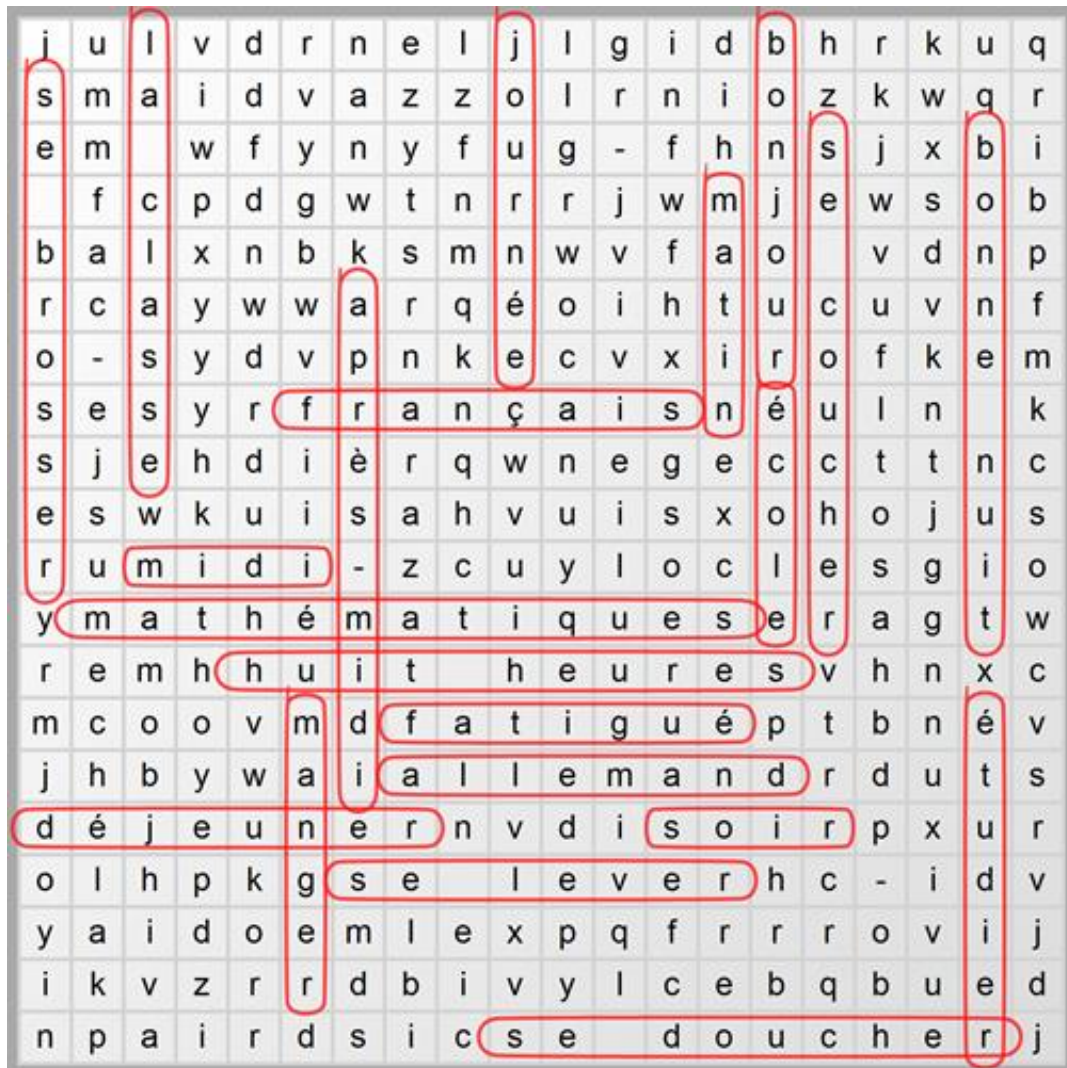 j u l v d r n e l j l g i d b h r k u q
s m a i d v a z z o l r n i o z k w q r
e m w f y n y f u g - f h n s j x b i
f c p d g w t n r r j w m j e w s o b
b a l x n b k s m n w v f a o v d n p
r c a y w w a r q é o i h t u c u v n f
o - s y d v p n k e c v x i r o f k e m
s e s y r f r a n ç a i s n é u l n k
s j e h d i è r q w n e g e c c t t n c
e s w k u i s a h v u i s x o h o j u s
r u m i d i - z c u y l o c l e s g i o
y m a t h é m a t i q u e s e r a g t w
r e m h h u i t h e u r e s v h n x c
m c o o v m d f a t i g u é p t b n é v
j h b y w a i a l l e m a n d r d u t s
d é j e u n e r n v d i s o i r p x u r
o l h p k g s e l e v e r h c - i d v
y a i d o e m l e x p q f r r r o v i j
i k v z r r d b i v y l c e b q b u e d
n p a i r d s i c s e d o u c h e r j